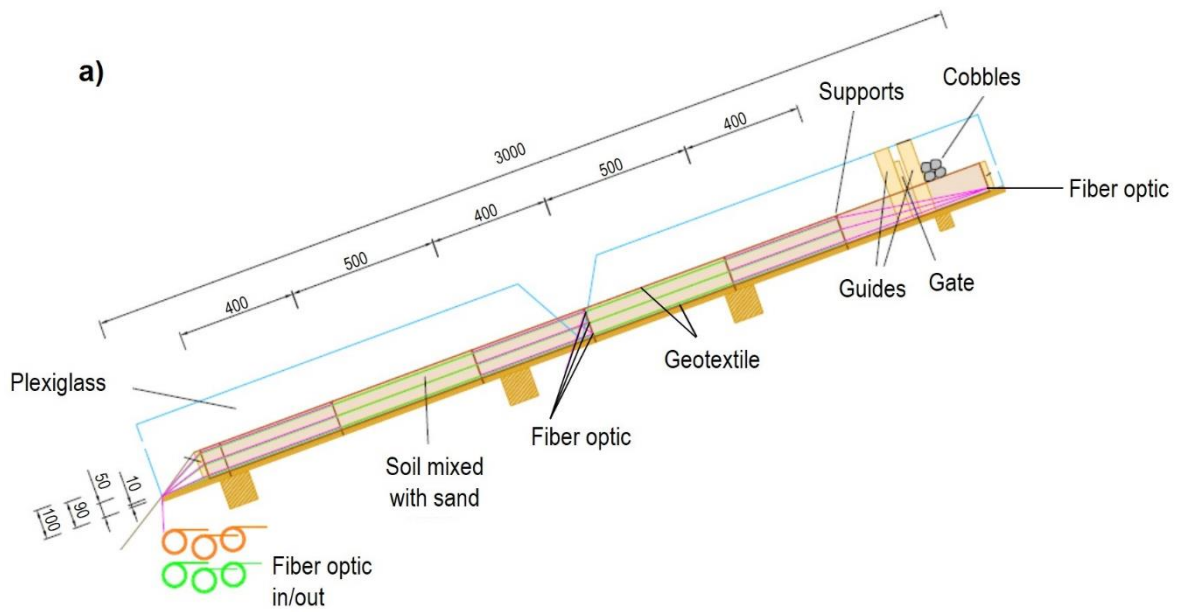 a)
3000
400
500
400
500
400
Supports
Cobbles
Fiber optic
Guides
Gate
Geotextile
Plexiglass
Fiber optic
Soil mixed
with sand
10
50
90
100
Fiber optic
in/out